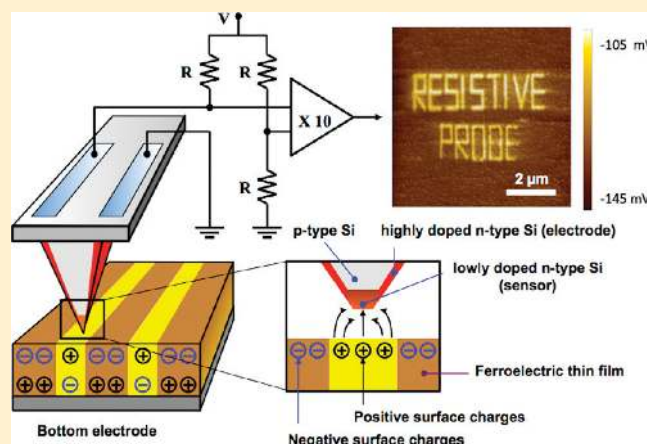 V
R
R
R
X 10
-105 mV
RESISTIVE
PROBE
2 µm
-145 mV
p-type Si
highly doped n-type Si (electrode)
lowly doped n-type Si
(sensor)
Ferroelectric thin film
Positive surface charges
Bottom electrode
Negative surface charges